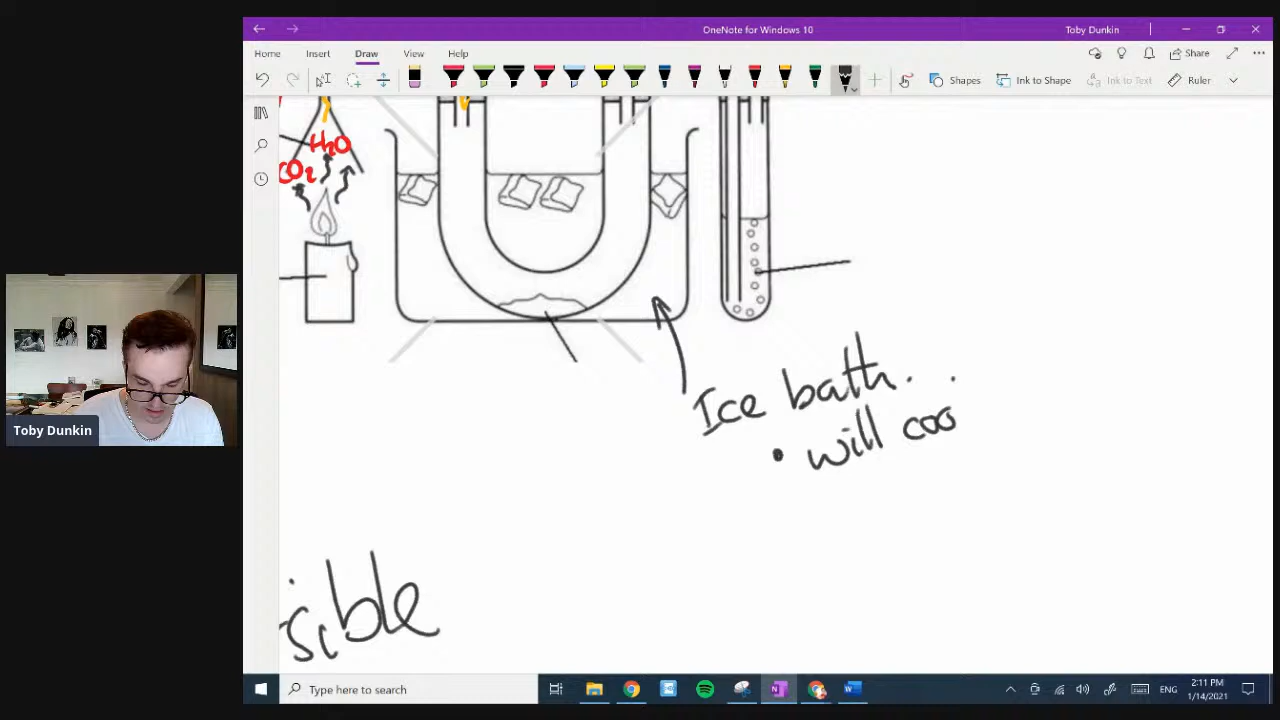 OneNote for Windows 10
Toby Dunkin
Home Insert Draw View Help
Share
Shapes
Ink to Shape
Ink to Text
Ruler
H₂O
CO₂
Toby Dunkin
Ice bath.
• will coo
sible
Type here to search
ENG
2:11 PM
1/14/2021